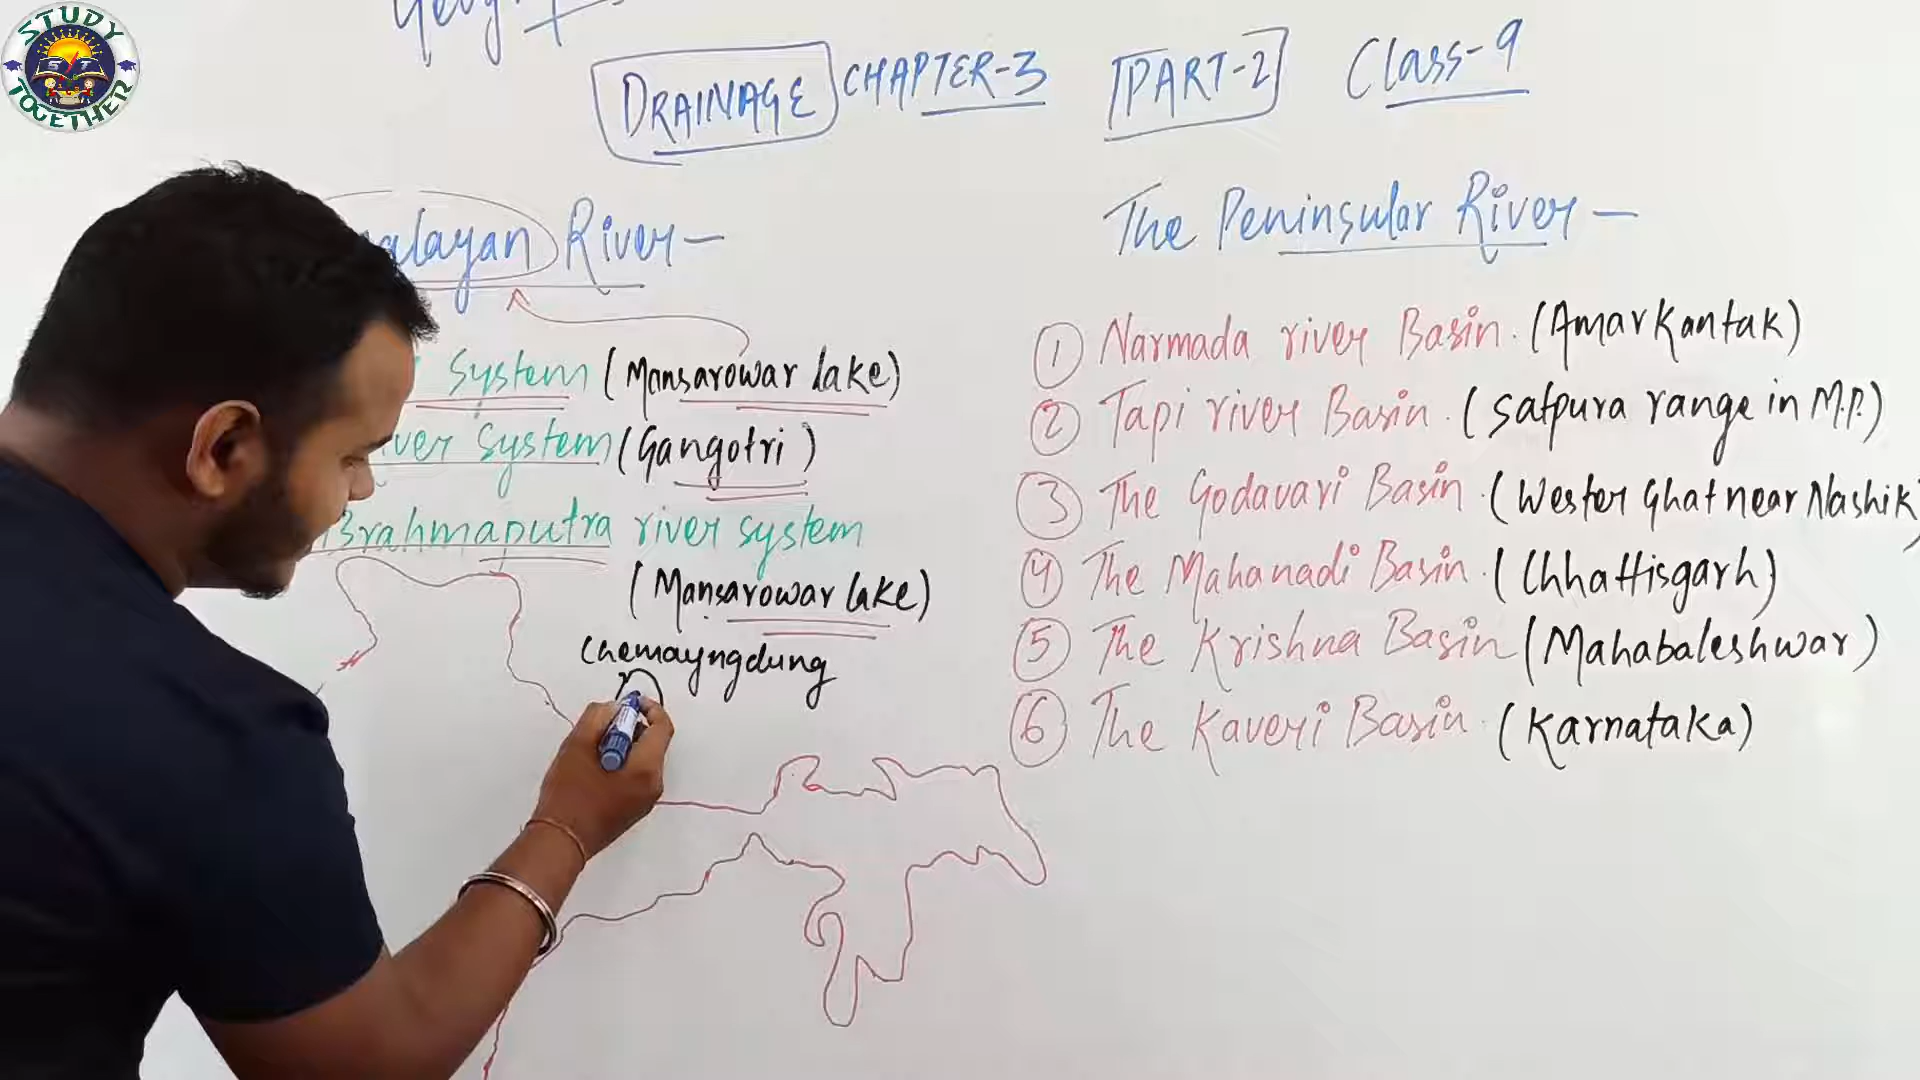 STUDY
ST
TOGETHER
DRAINAGE CHAPTER-3 PART-2 Class-9
River-
System (Mansarowar lake)
System (Gangotri)
Brahmaputra river system
(Mansarowar lake)
Chemayngdung
The Peninsular River-
① Narmada river Basin. (Amarkantak)
② Tapi river Basin. (Satpura range in M.P.)
③ The Godavari Basin. (Wester Ghat near Nashik)
④ The Mahanadi Basin. (Chhattisgarh)
⑤ The Krishna Basin (Mahabaleshwar)
⑥ The Kaveri Basin. (Karnataka)